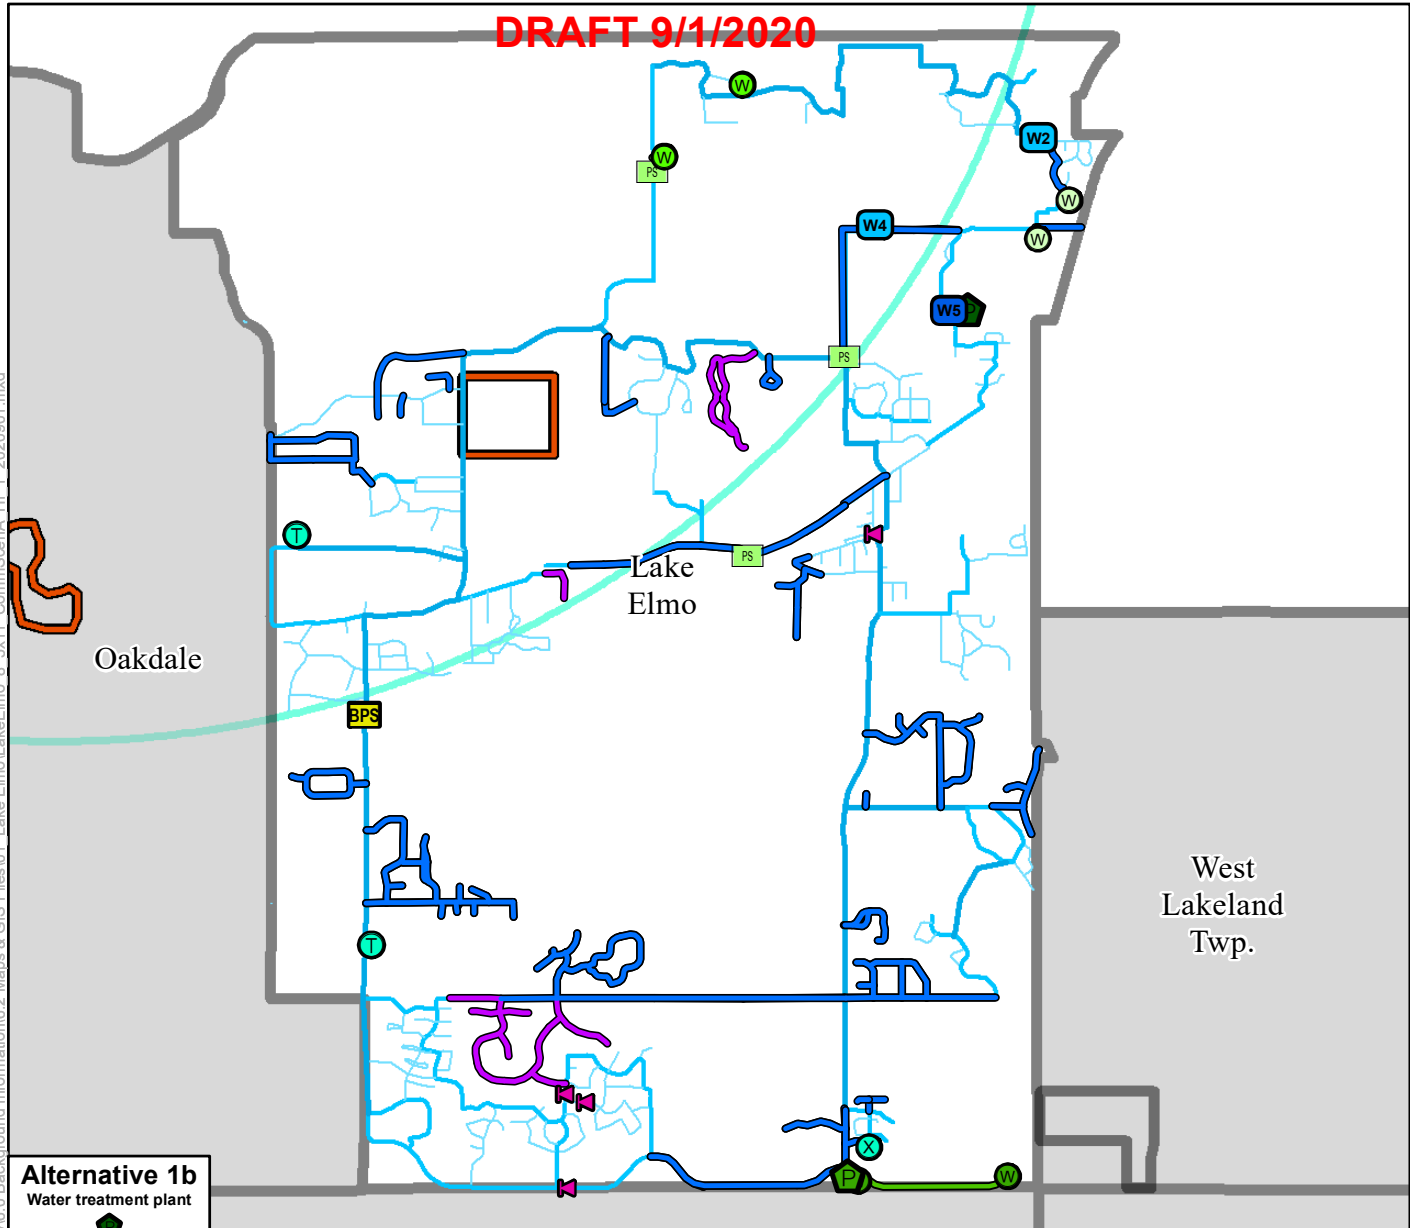 DRAFT 9/1/2020
W
W
PS
W2
W
W4
W
W5
P
PS
T
PS
Lake
Elmo
Oakdale
BPS
West
Lakeland
Twp.
T
X
P
W
Alternative 1b
Water treatment plant